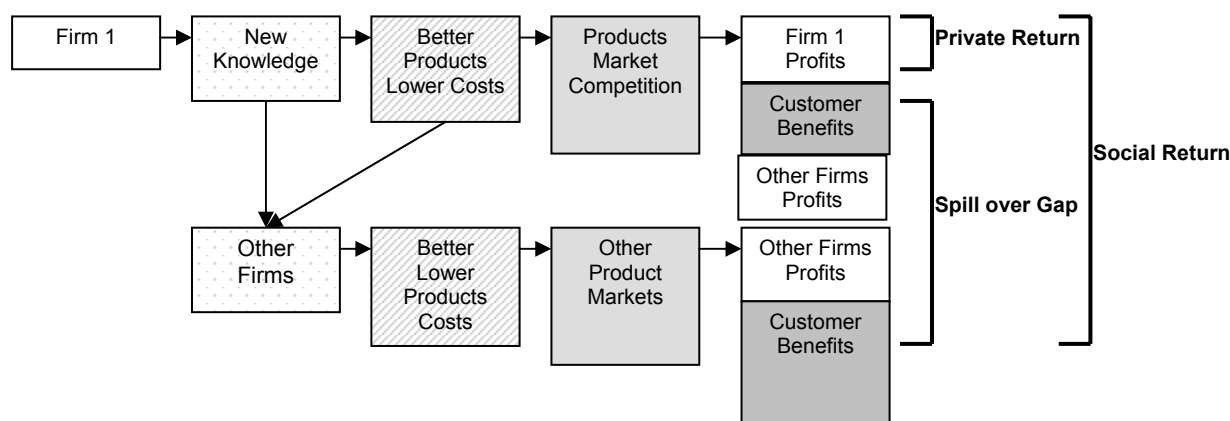 Firm 1
New
Knowledge
Better
Products
Lower Costs
Products
Market
Competition
Firm 1
Profits
Private Return
Customer
Benefits
Other Firms
Profits
Social Return
Spill over Gap
Other
Firms
Better
Lower
Products
Costs
Other
Product
Markets
Other Firms
Profits
Customer
Benefits